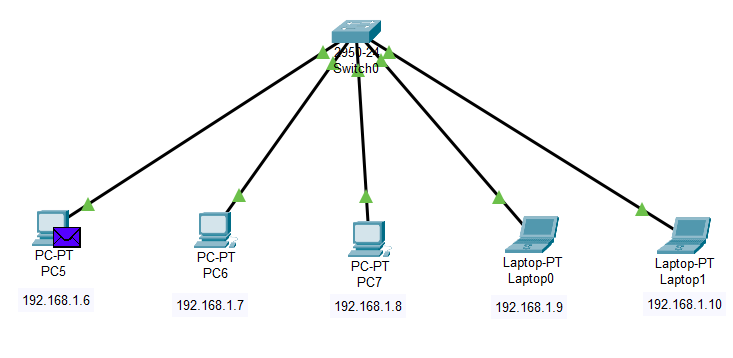 2950-24
Switch0
PC-PT
PC5
192.168.1.6
PC-PT
PC6
192.168.1.7
PC-PT
PC7
192.168.1.8
Laptop-PT
Laptop0
192.168.1.9
Laptop-PT
Laptop1
192.168.1.10